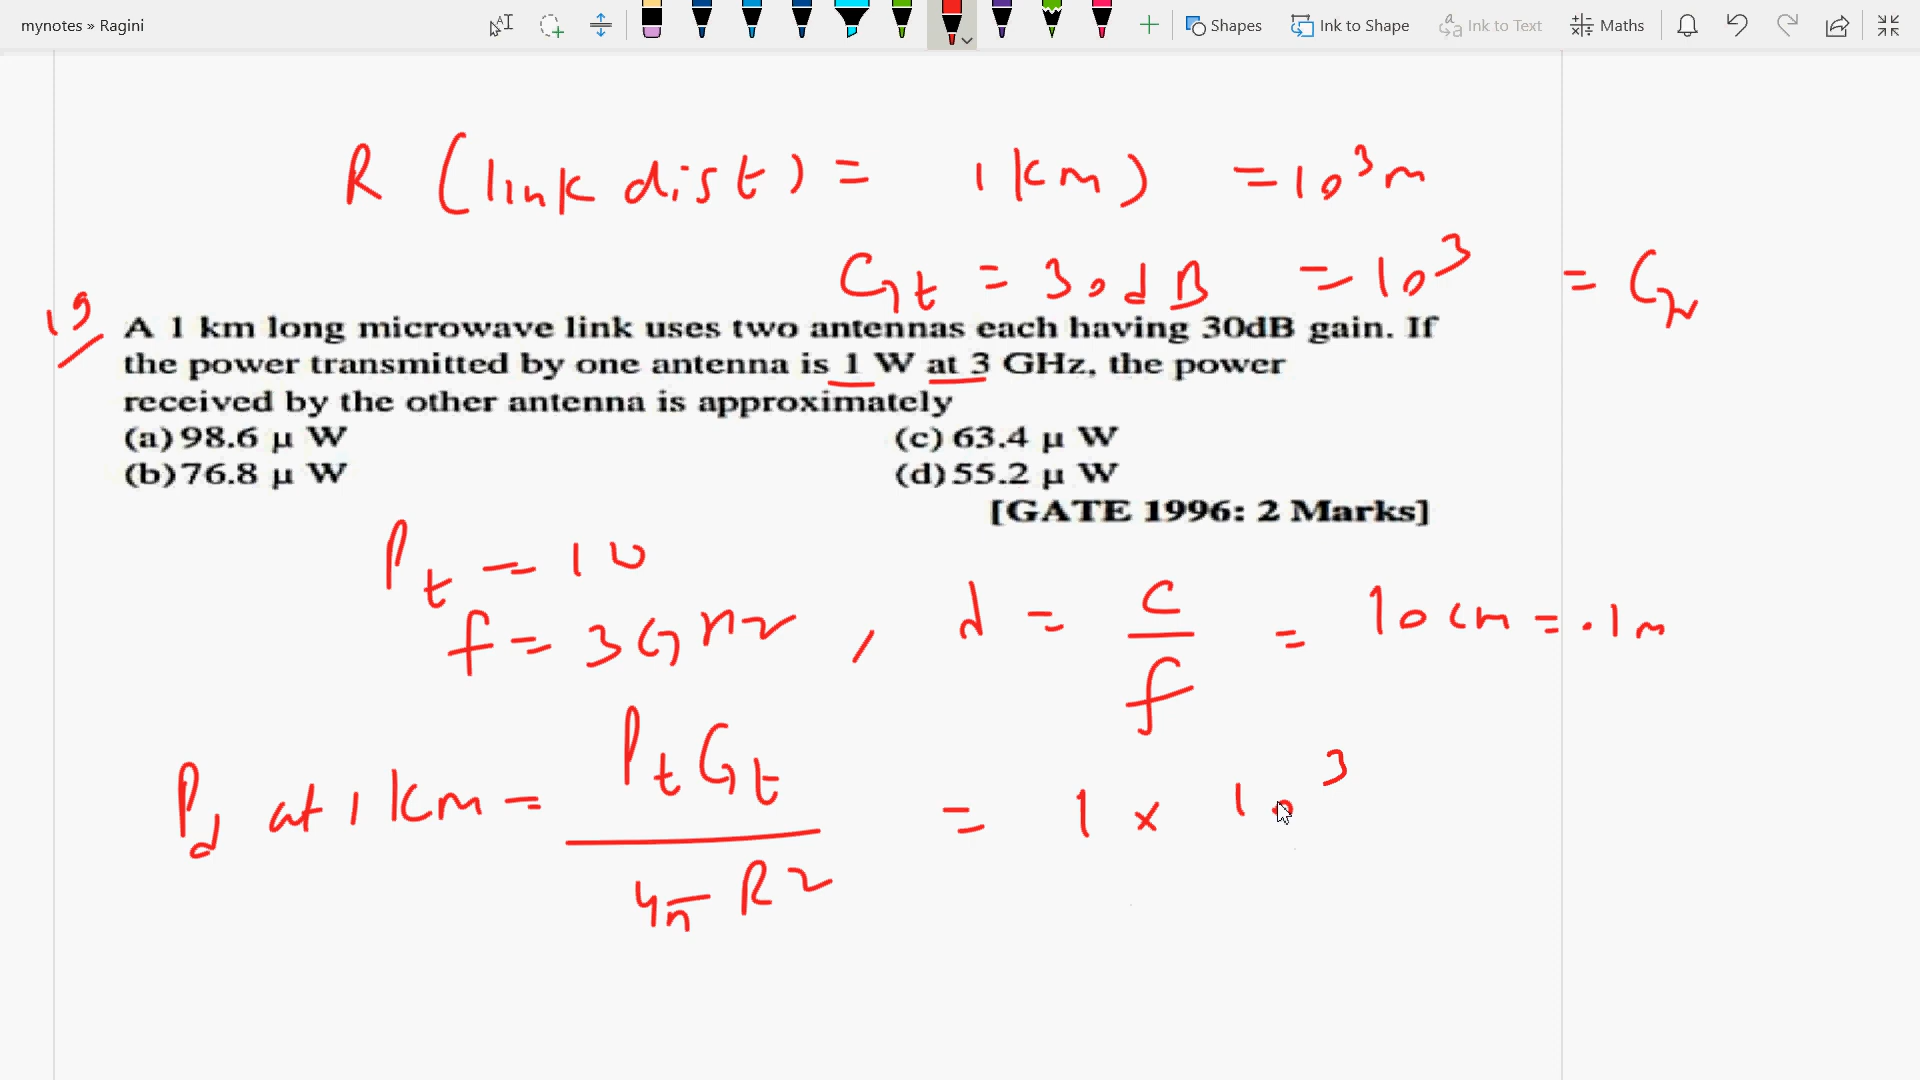 mynotes » Ragini
Shapes Ink to Shape Ink to Text Maths
R (link dist) = 1 km) = 10³ m
Gt = 30dB = 10³ = Gr
19
A 1 km long microwave link uses two antennas each having 30dB gain. If
the power transmitted by one antenna is 1 W at 3 GHz, the power
received by the other antenna is approximately
(a) 98.6 μ W (c) 63.4 μ W
(b) 76.8 μ W (d) 55.2 μ W
[GATE 1996: 2 Marks]
Pt = 1 W
f = 3 GHz , λ = c/f = 10 cm = .1 m
Pd at 1 km = Pt Gt / 4π R² = 1 × 10³